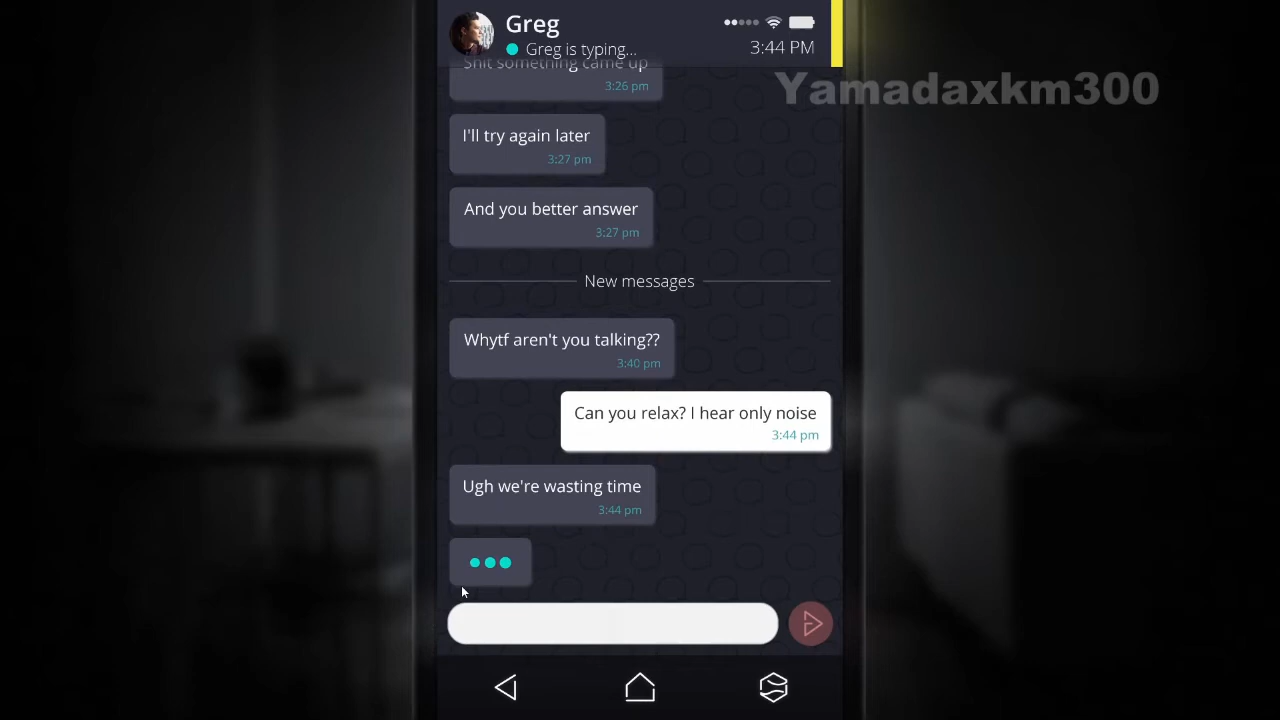 Greg
Greg is typing...
3:44 PM
Yamadaxkm300
Shit something came up
3:26 pm
I'll try again later
3:27 pm
And you better answer
3:27 pm
New messages
Whytf aren't you talking??
3:40 pm
Can you relax? I hear only noise
3:44 pm
Ugh we're wasting time
3:44 pm